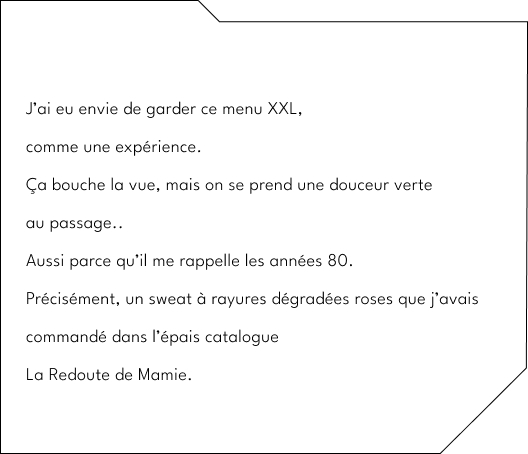 J'ai eu envie de garder ce menu XXL,
comme une expérience.
Ça bouche la vue, mais on se prend une douceur verte
au passage..
Aussi parce qu'il me rappelle les années 80.
Précisément, un sweat à rayures dégradées roses que j'avais
commandé dans l'épais catalogue
La Redoute de Mamie.